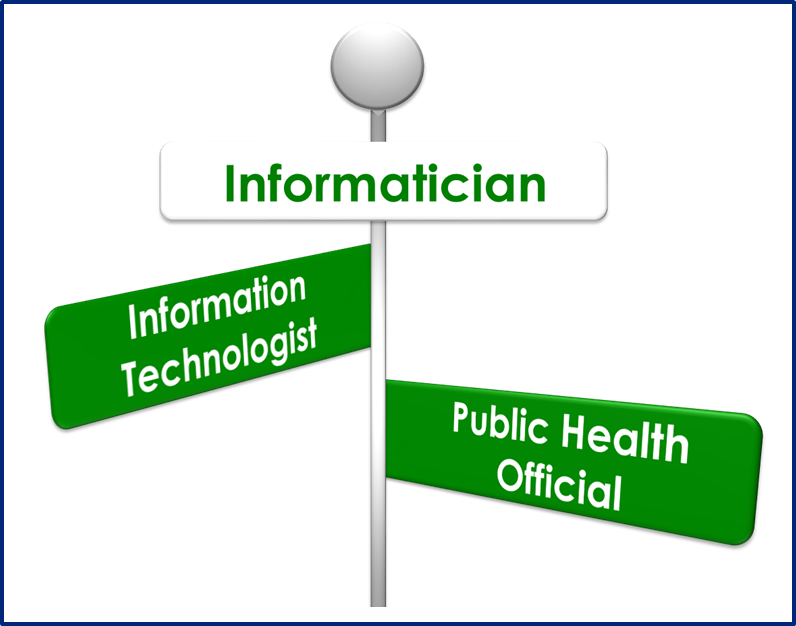 Informatician
Information
Technologist
Public Health
Official